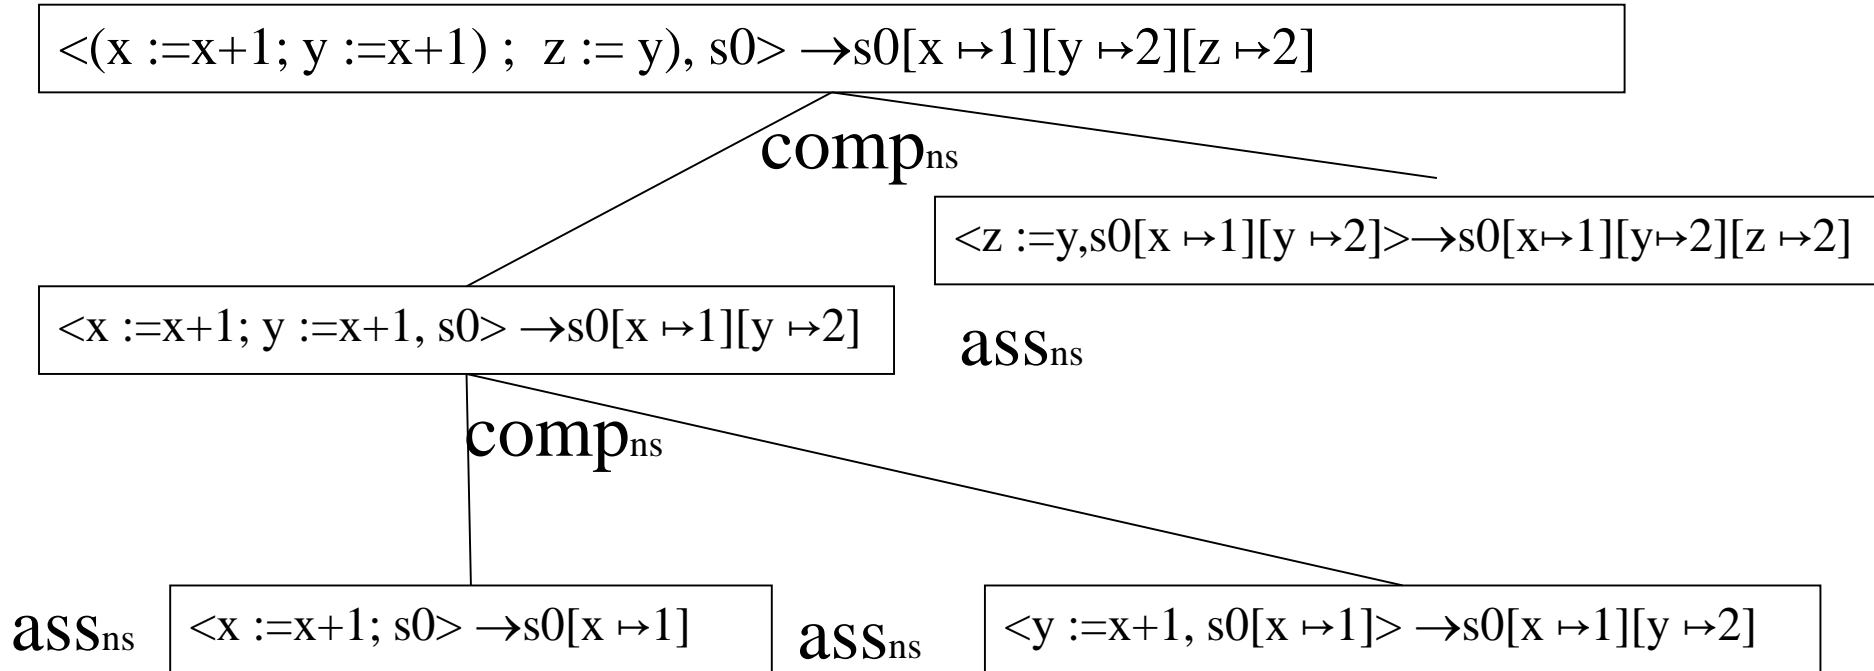 <(x :=x+1; y :=x+1) ;  z := y), s0> →s0[x ↦1][y ↦2][z ↦2]
compns
<z :=y,s0[x ↦1][y ↦2]>→s0[x↦1][y↦2][z ↦2]
<x :=x+1; y :=x+1, s0> →s0[x ↦1][y ↦2]
assns
compns
assns
<x :=x+1; s0> →s0[x ↦1]
assns
<y :=x+1, s0[x ↦1]> →s0[x ↦1][y ↦2]